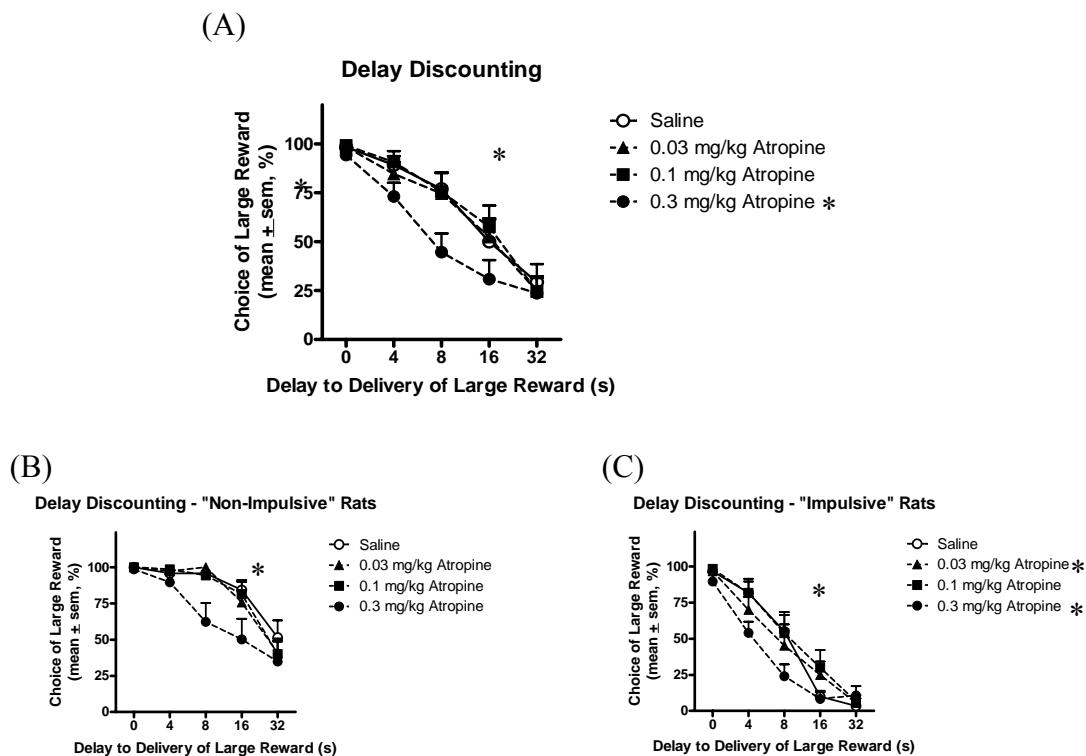 (A)
Delay Discounting
Choice of Large Reward
(mean ± sem, %)
100
75
50
25
0
*
*
0 4 8 16 32
Delay to Delivery of Large Reward (s)
Saline
0.03 mg/kg Atropine
0.1 mg/kg Atropine
0.3 mg/kg Atropine *
(B)
Delay Discounting - "Non-Impulsive" Rats
Choice of Large Reward
(mean ± sem, %)
100
75
50
25
0
*
0 4 8 16 32
Delay to Delivery of Large Reward (s)
Saline
0.03 mg/kg Atropine
0.1 mg/kg Atropine
0.3 mg/kg Atropine
(C)
Delay Discounting - "Impulsive" Rats
Choice of Large Reward
(mean ± sem, %)
100
75
50
25
0
*
0 4 8 16 32
Delay to Delivery of Large Reward (s)
Saline
0.03 mg/kg Atropine *
0.1 mg/kg Atropine
0.3 mg/kg Atropine *